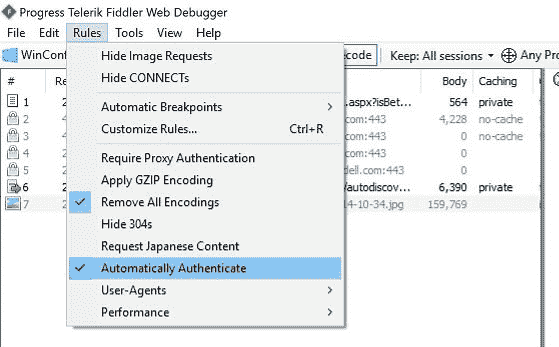 Progress Telerik Fiddler Web Debugger
File Edit Rules Tools View Help
WinConf
Hide Image Requests
Hide CONNECTs
Automatic Breakpoints
Customize Rules... Ctrl+R
Require Proxy Authentication
Apply GZIP Encoding
Remove All Encodings
Hide 304s
Request Japanese Content
Automatically Authenticate
User-Agents
Performance
ecode Keep: All sessions Any Pro
# Re Body Caching
1 2 .aspx?isBet... 564 private
2 2 .com:443 4,228 no-cache
3 2 .com:443 0 no-cache
4 2 .com:443 0
5 2 dell.com:443 0
6 2 /autodiscov... 6,390 private
7 2 14-10-34.jpg 159,769